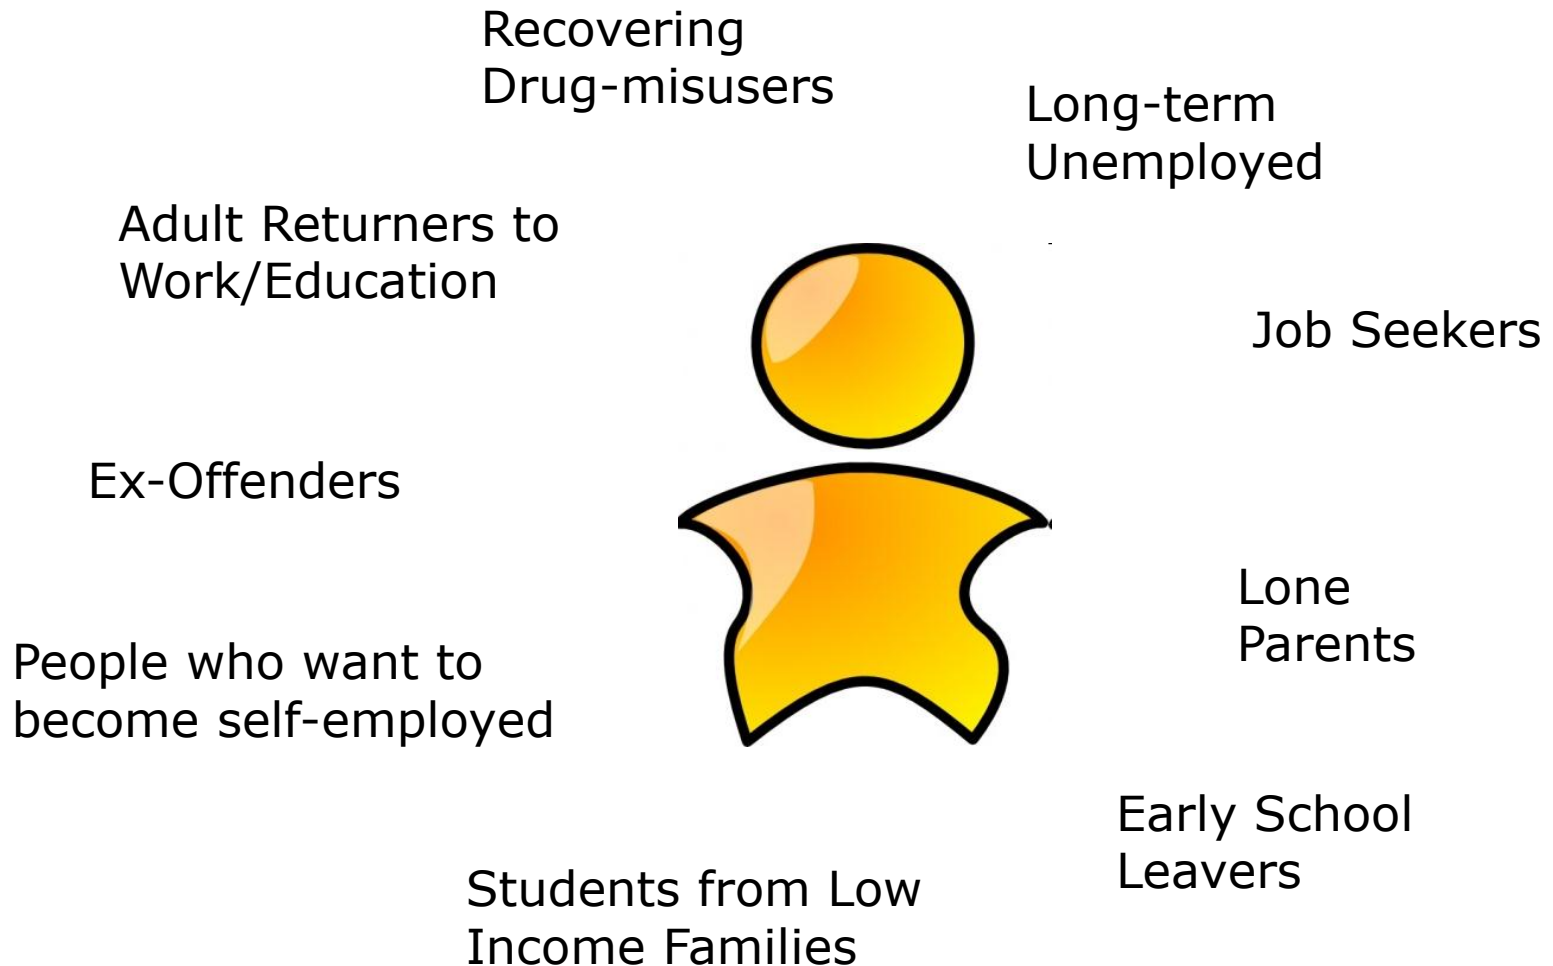 Recovering
Drug-misusers
Long-term
Unemployed
Adult Returners to
Work/Education
Job Seekers
Ex-Offenders
Lone
Parents
People who want to
become self-employed
Early School
Leavers
Students from Low
Income Families